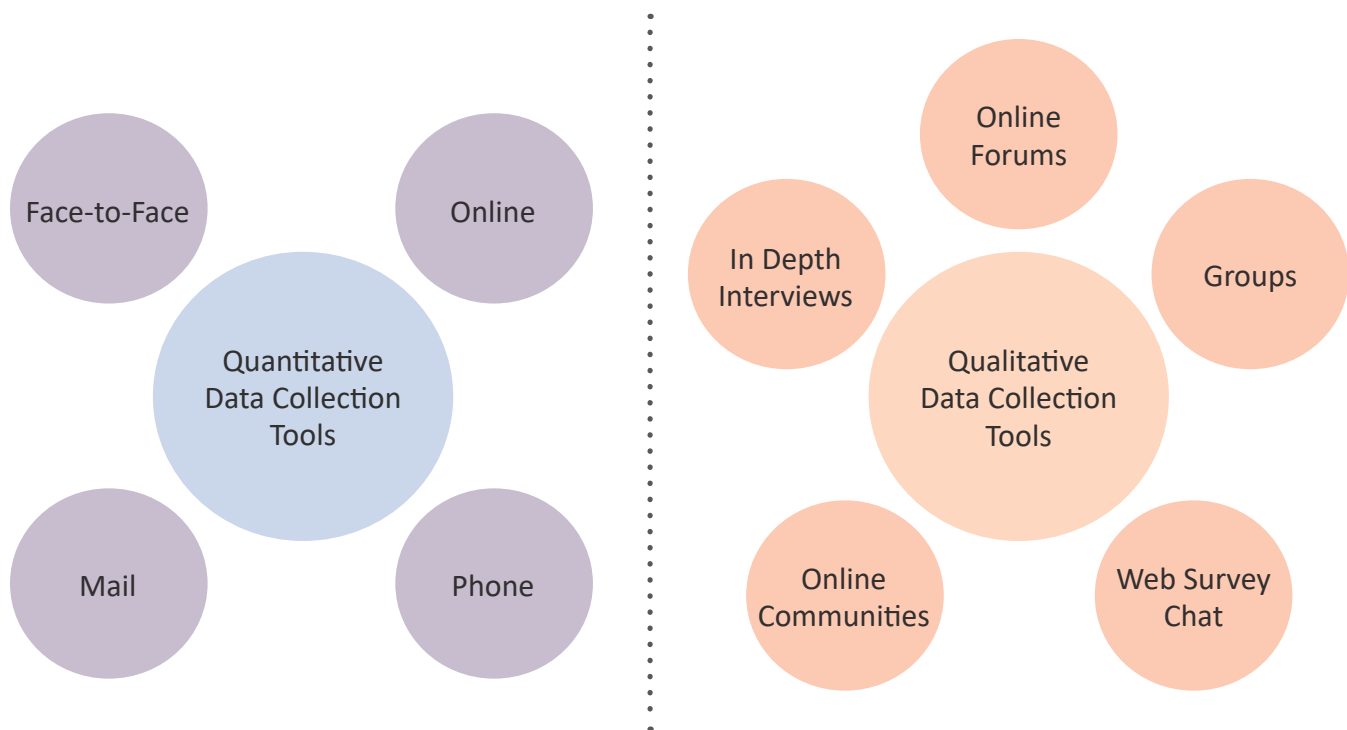 Face-to-Face
Online
Quantitative
Data Collection
Tools
Mail
Phone
Online
Forums
In Depth
Interviews
Groups
Qualitative
Data Collection
Tools
Online
Communities
Web Survey
Chat